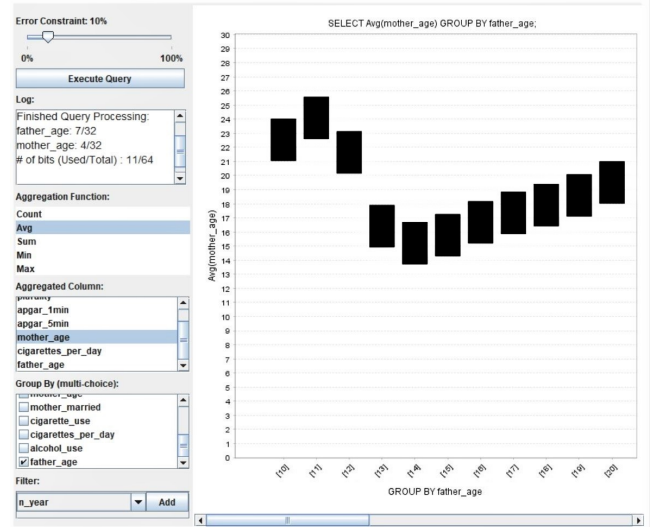 Error Constraint: 10%
0% 100%
Execute Query
Log:
Finished Query Processing:
father_age: 7/32
mother_age: 4/32
# of bits (Used/Total) : 11/64
Aggregation Function:
Count
Avg
Sum
Min
Max
Aggregated Column:
plurality
apgar_1min
apgar_5min
mother_age
cigarettes_per_day
father_age
Group By (multi-choice):
mother_age
mother_married
cigarette_use
cigarettes_per_day
alcohol_use
father_age
Filter:
n_year
Add
SELECT Avg(mother_age) GROUP BY father_age;
Avg(mother_age)
30
29
28
27
26
25
24
23
22
21
20
19
18
17
16
15
14
13
12
11
10
9
8
7
6
5
4
3
2
1
0
[10] [11] [12] [13] [14] [15] [16] [17] [18] [19] [20]
GROUP BY father_age